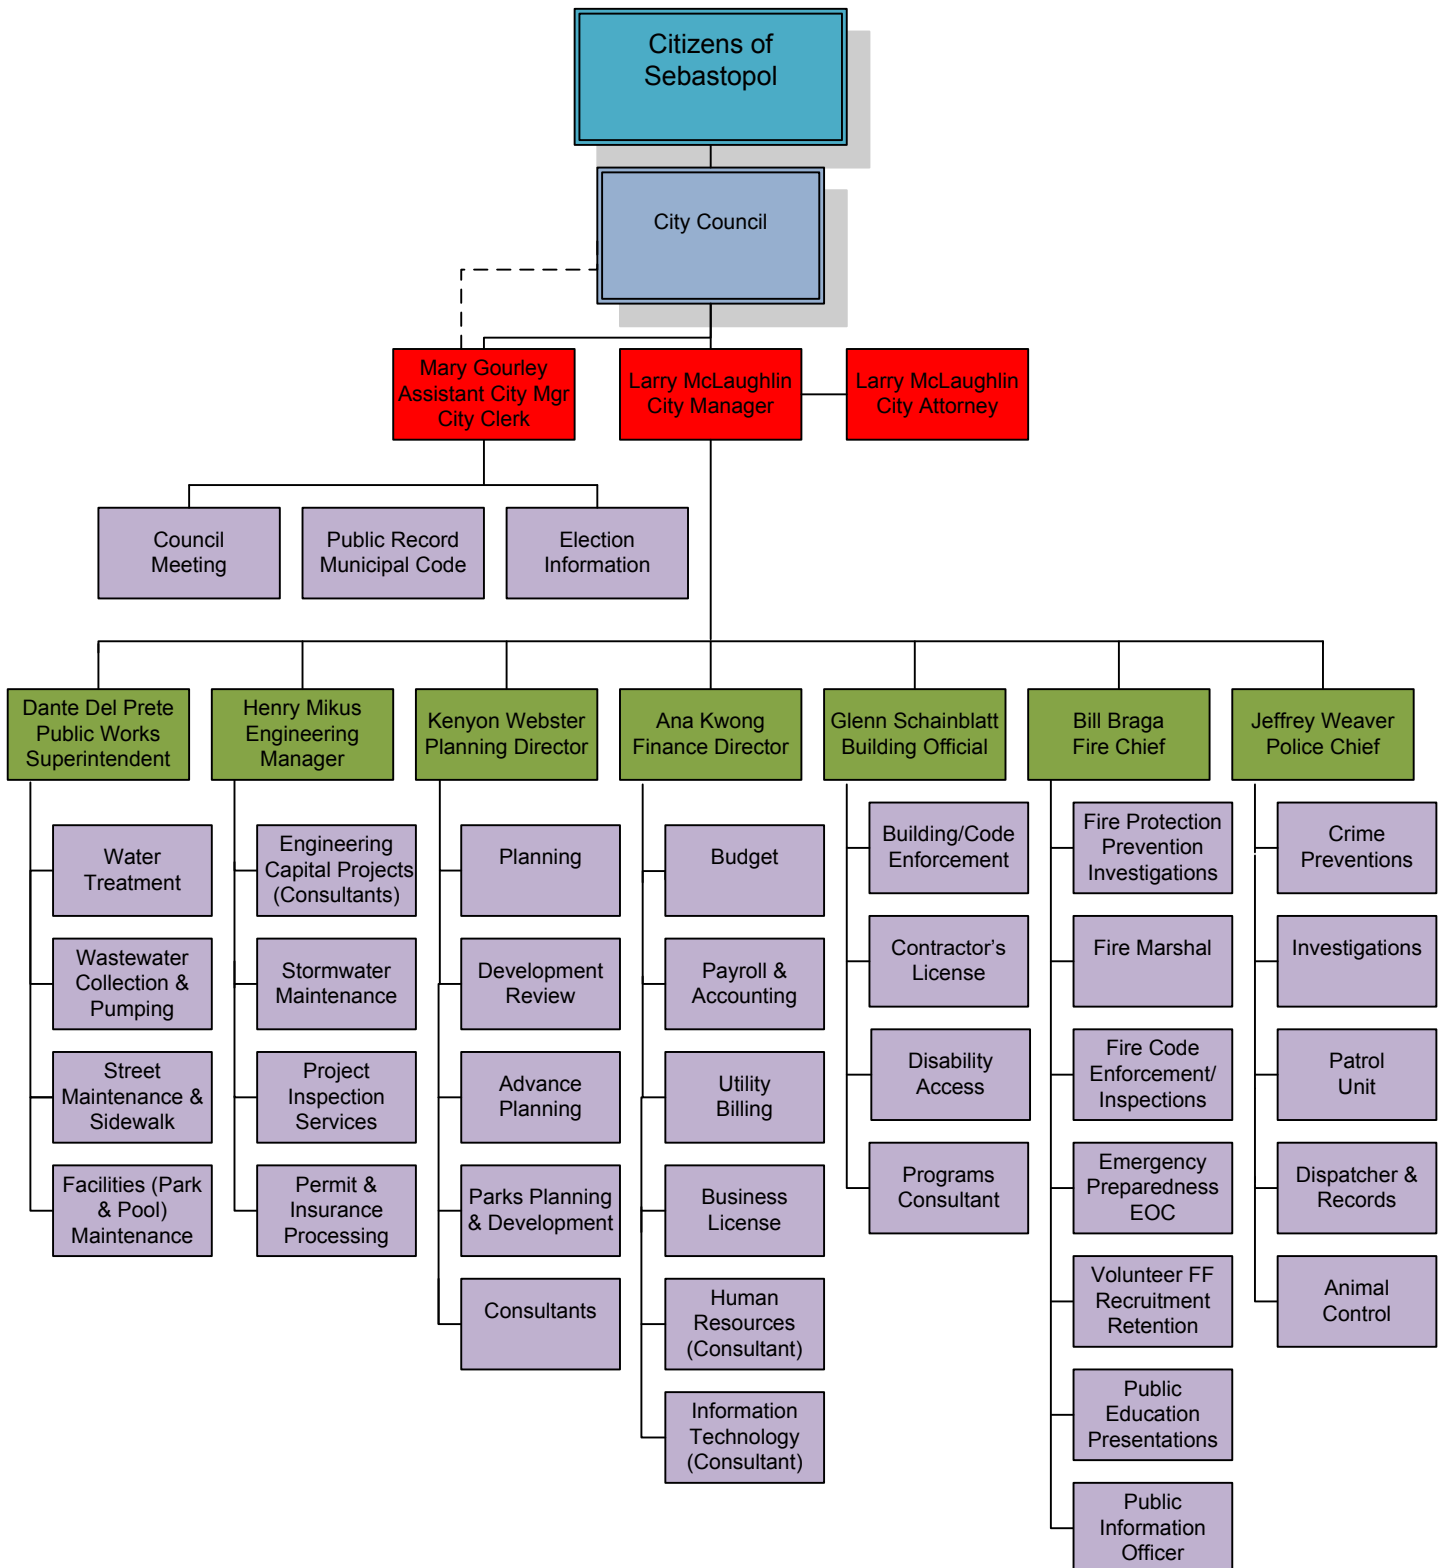 Citizens of
Sebastopol
City Council
Mary Gourley
Assistant City Mgr
City Clerk
Larry McLaughlin
City Manager
Larry McLaughlin
City Attorney
Council
Meeting
Public Record
Municipal Code
Election
Information
Dante Del Prete
Public Works
Superintendent
Henry Mikus
Engineering
Manager
Kenyon Webster
Planning Director
Ana Kwong
Finance Director
Glenn Schainblatt
Building Official
Bill Braga
Fire Chief
Jeffrey Weaver
Police Chief
Water
Treatment
Wastewater
Collection &
Pumping
Street
Maintenance &
Sidewalk
Facilities (Park
& Pool)
Maintenance
Engineering
Capital Projects
(Consultants)
Stormwater
Maintenance
Project
Inspection
Services
Permit &
Insurance
Processing
Planning
Development
Review
Advance
Planning
Parks Planning
& Development
Consultants
Budget
Payroll &
Accounting
Utility
Billing
Business
License
Human
Resources
(Consultant)
Information
Technology
(Consultant)
Building/Code
Enforcement
Contractor's
License
Disability
Access
Programs
Consultant
Fire Protection
Prevention
Investigations
Fire Marshal
Fire Code
Enforcement/
Inspections
Emergency
Preparedness
EOC
Volunteer FF
Recruitment
Retention
Public
Education
Presentations
Public
Information
Officer
Crime
Preventions
Investigations
Patrol
Unit
Dispatcher &
Records
Animal
Control